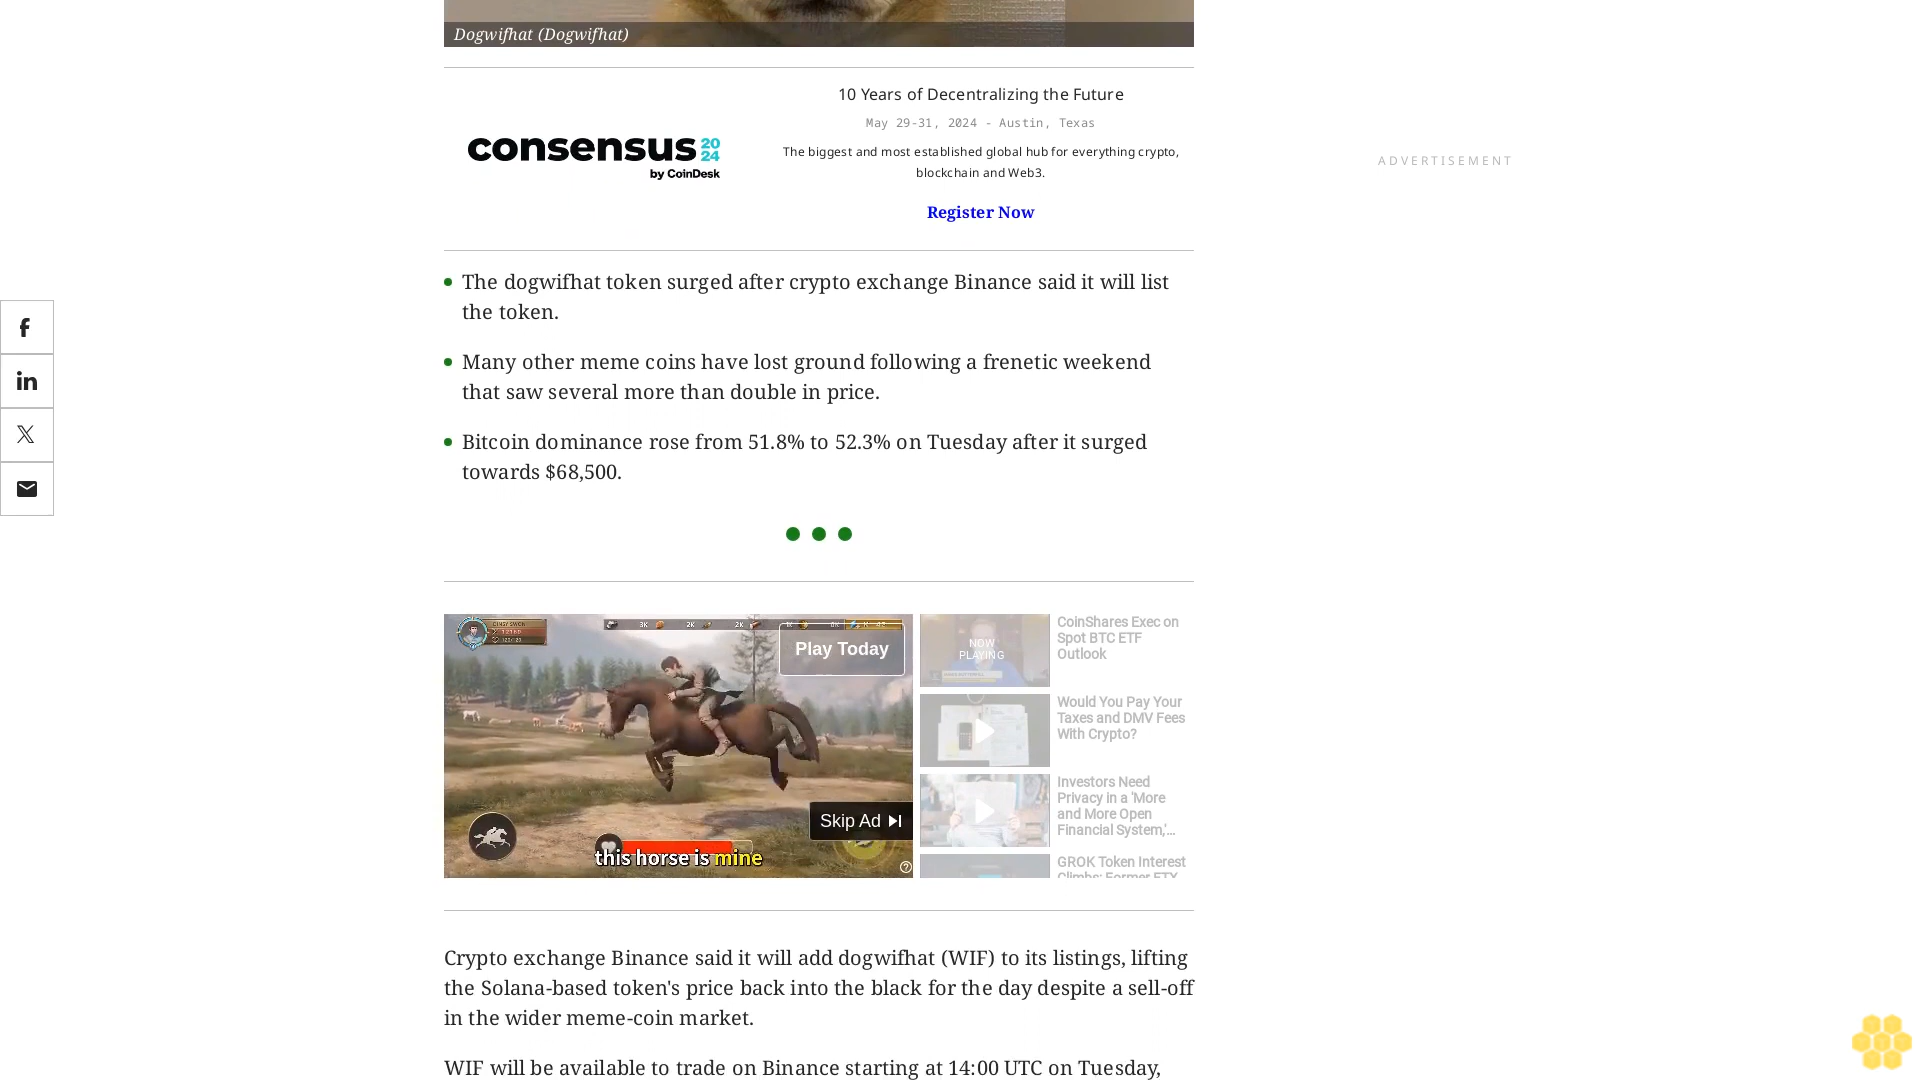 Dogwifhat (Dogwifhat)
10 Years of Decentralizing the Future
May 29-31, 2024 - Austin, Texas
consensus 20
24
by CoinDesk
The biggest and most established global hub for everything crypto,
blockchain and Web3.
Register Now
ADVERTISEMENT
The dogwifhat token surged after crypto exchange Binance said it will list
the token.
Many other meme coins have lost ground following a frenetic weekend
that saw several more than double in price.
Bitcoin dominance rose from 51.8% to 52.3% on Tuesday after it surged
towards $68,500.
3K
2K
2K
Play Today
Skip Ad
this horse is mine
NOW
PLAYING
CoinShares Exec on
Spot BTC ETF
Outlook
Would You Pay Your
Taxes and DMV Fees
With Crypto?
Investors Need
Privacy in a 'More
and More Open
Financial System,'...
GROK Token Interest
Climbs; Former FTX
Crypto exchange Binance said it will add dogwifhat (WIF) to its listings, lifting
the Solana-based token's price back into the black for the day despite a sell-off
in the wider meme-coin market.
WIF will be available to trade on Binance starting at 14:00 UTC on Tuesday,